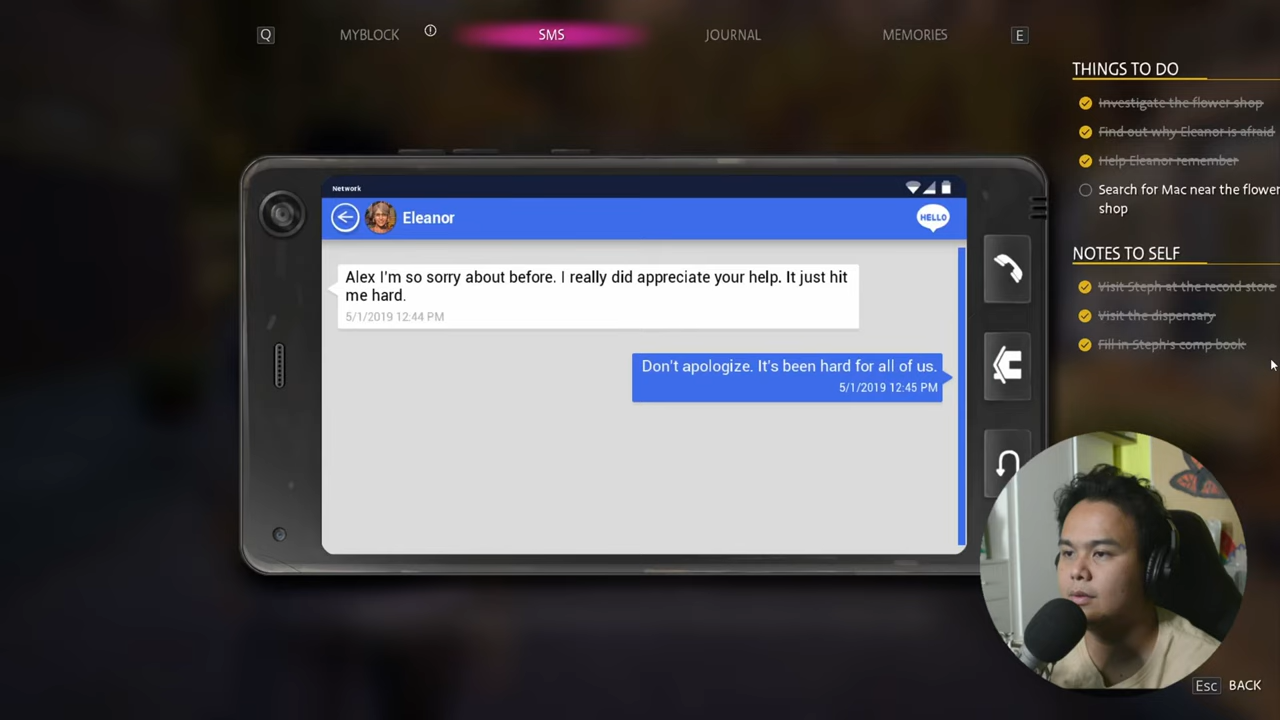 Q
MYBLOCK
SMS
JOURNAL
MEMORIES
E
THINGS TO DO
Investigate the flower shop
Find out why Eleanor is afraid
Help Eleanor remember
Search for Mac near the flower
shop
NOTES TO SELF
Visit Steph at the record store
Visit the dispensary
Fill in Steph's comp book
Network
Eleanor
HELLO
Alex I'm so sorry about before. I really did appreciate your help. It just hit
me hard.
5/1/2019 12:44 PM
Don't apologize. It's been hard for all of us.
5/1/2019 12:45 PM
Esc BACK